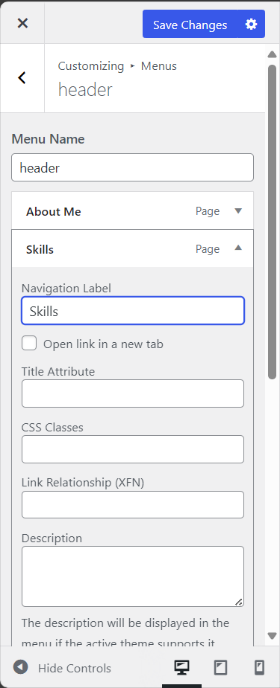 Save Changes
Customizing ▸ Menus
header
Menu Name
header
About Me Page
Skills Page
Navigation Label
Skills
Open link in a new tab
Title Attribute
CSS Classes
Link Relationship (XFN)
Description
The description will be displayed in the
menu if the active theme supports it
Hide Controls